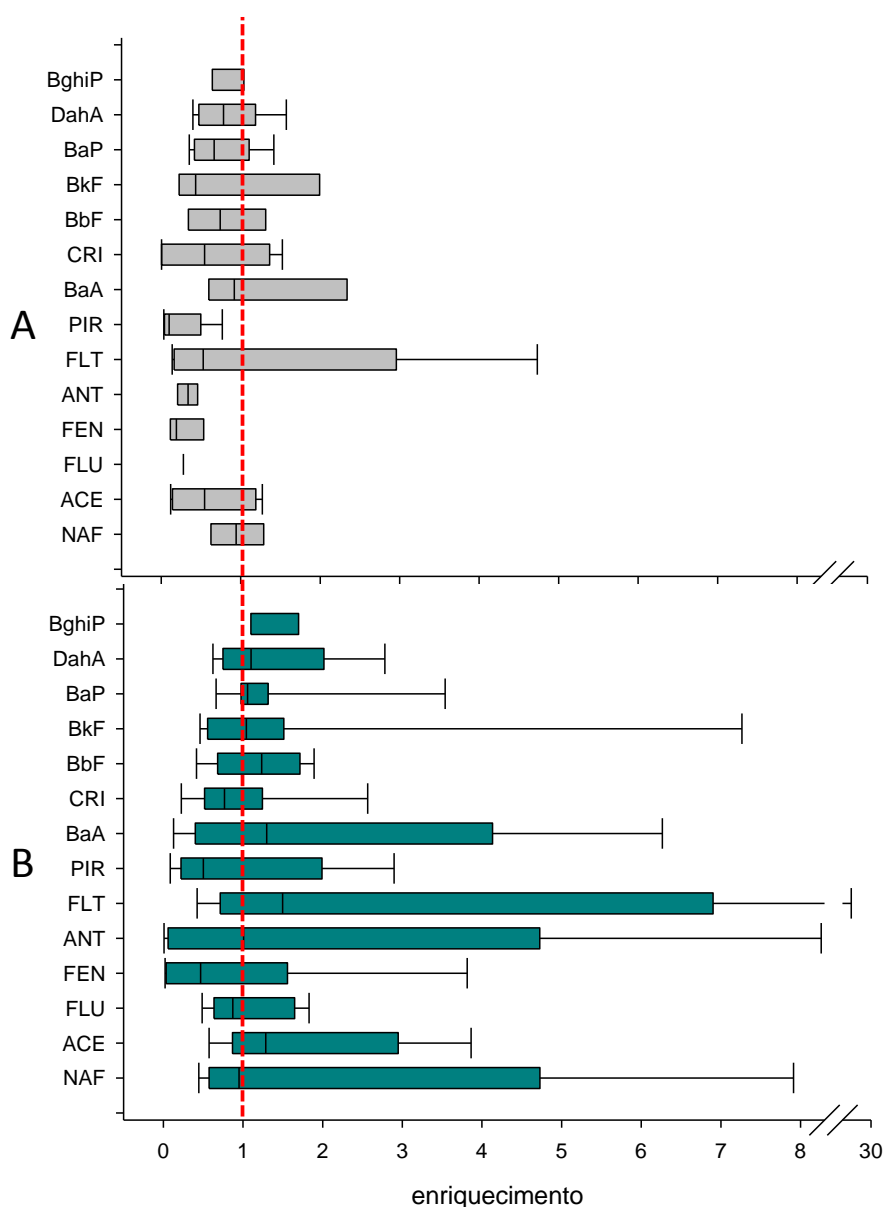 BghiP
DahA
BaP
BkF
BbF
CRI
BaA
PIR
FLT
ANT
FEN
FLU
ACE
NAF
A
BghiP
DahA
BaP
BkF
BbF
CRI
BaA
PIR
FLT
ANT
FEN
FLU
ACE
NAF
B
0 1 2 3 4 5 6 7 8 30
enriquecimento